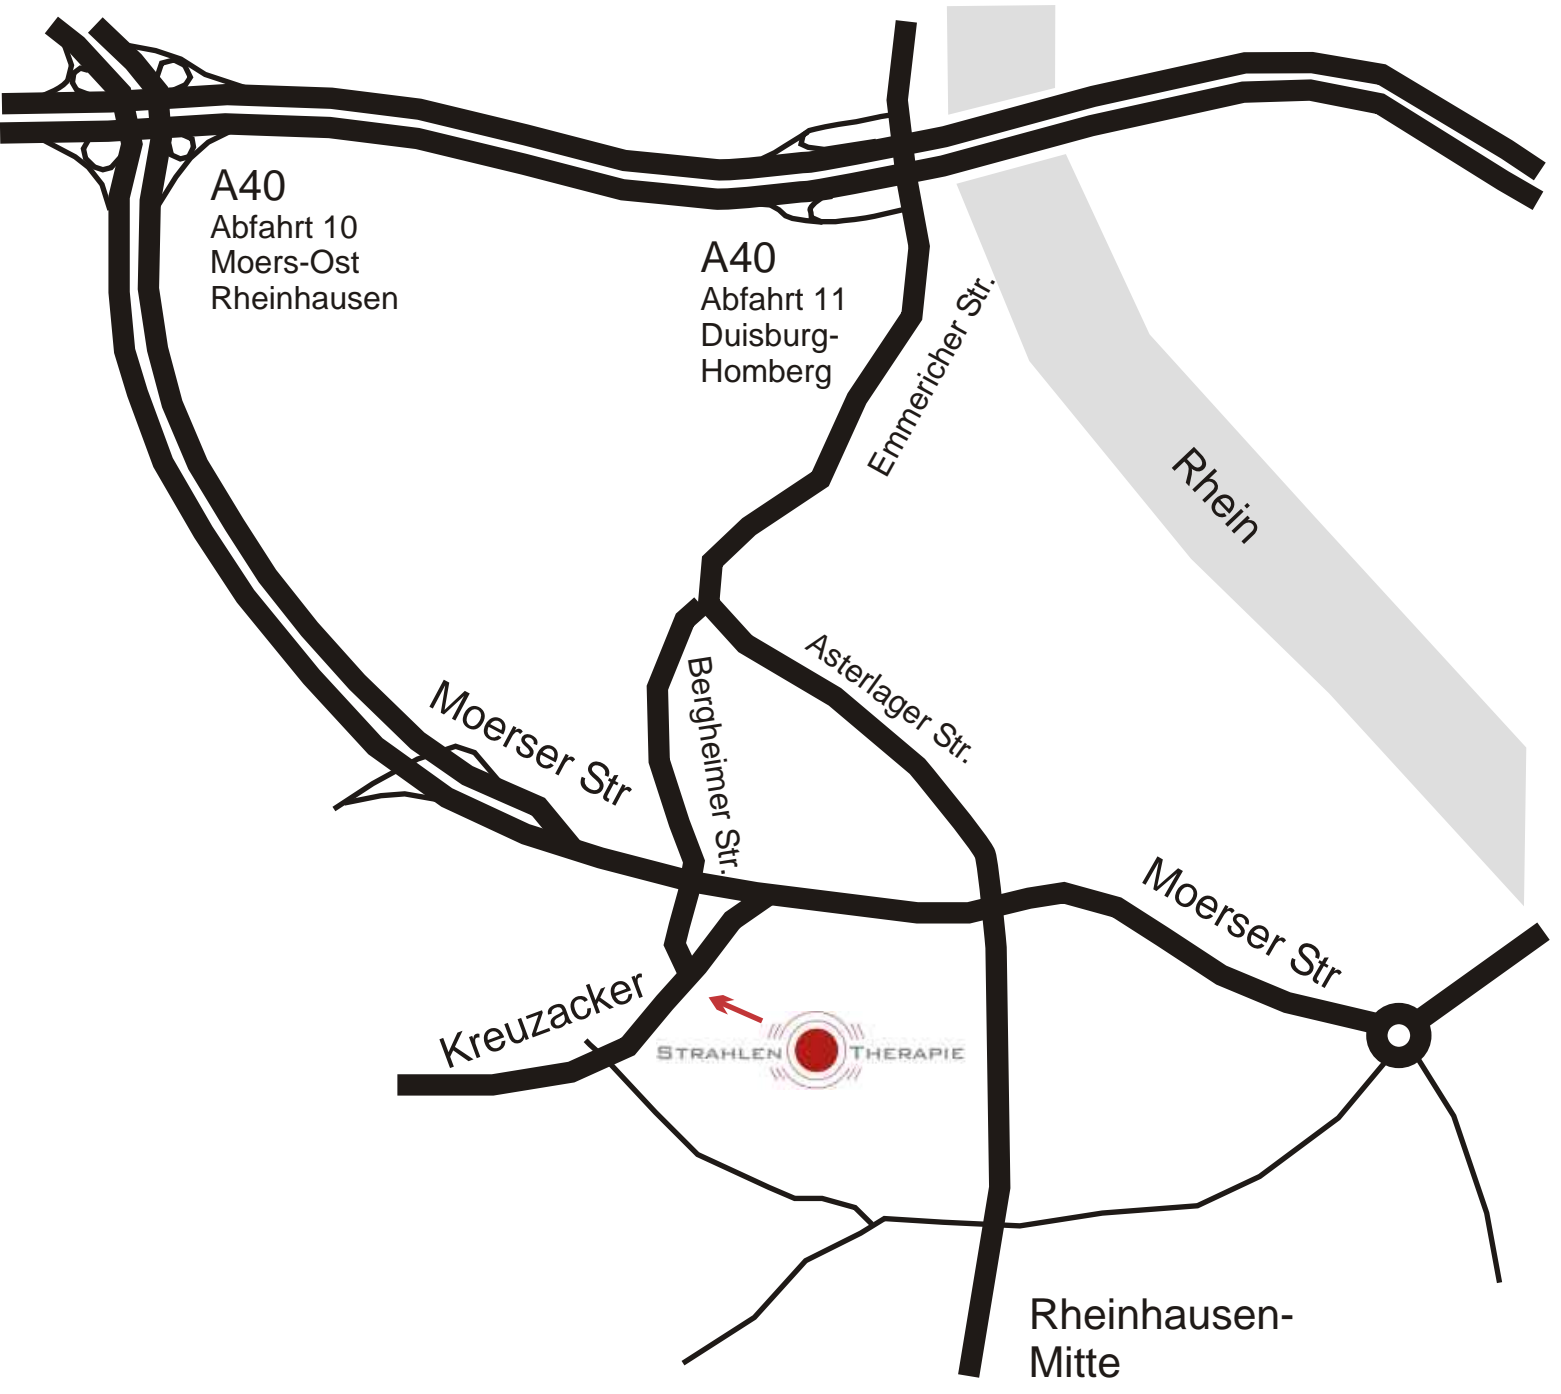 A40
Abfahrt 10
Moers-Ost
Rheinhausen
A40
Abfahrt 11
Duisburg-
Homberg
Emmericher Str.
Rhein
Moerser Str
Bergheimer Str.
Asterlager Str.
Moerser Str
Kreuzacker
STRAHLEN THERAPIE
Rheinhausen-
Mitte